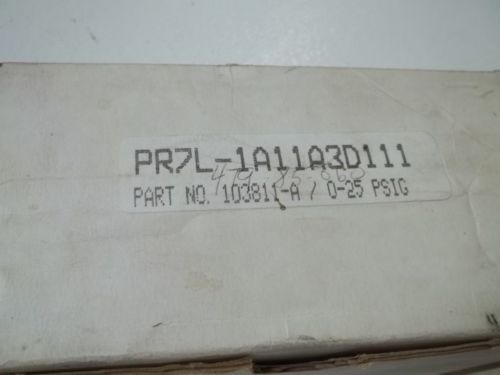 PR7L-1A11A3D111
PART NO. 103811-A / 0-25 PSIG